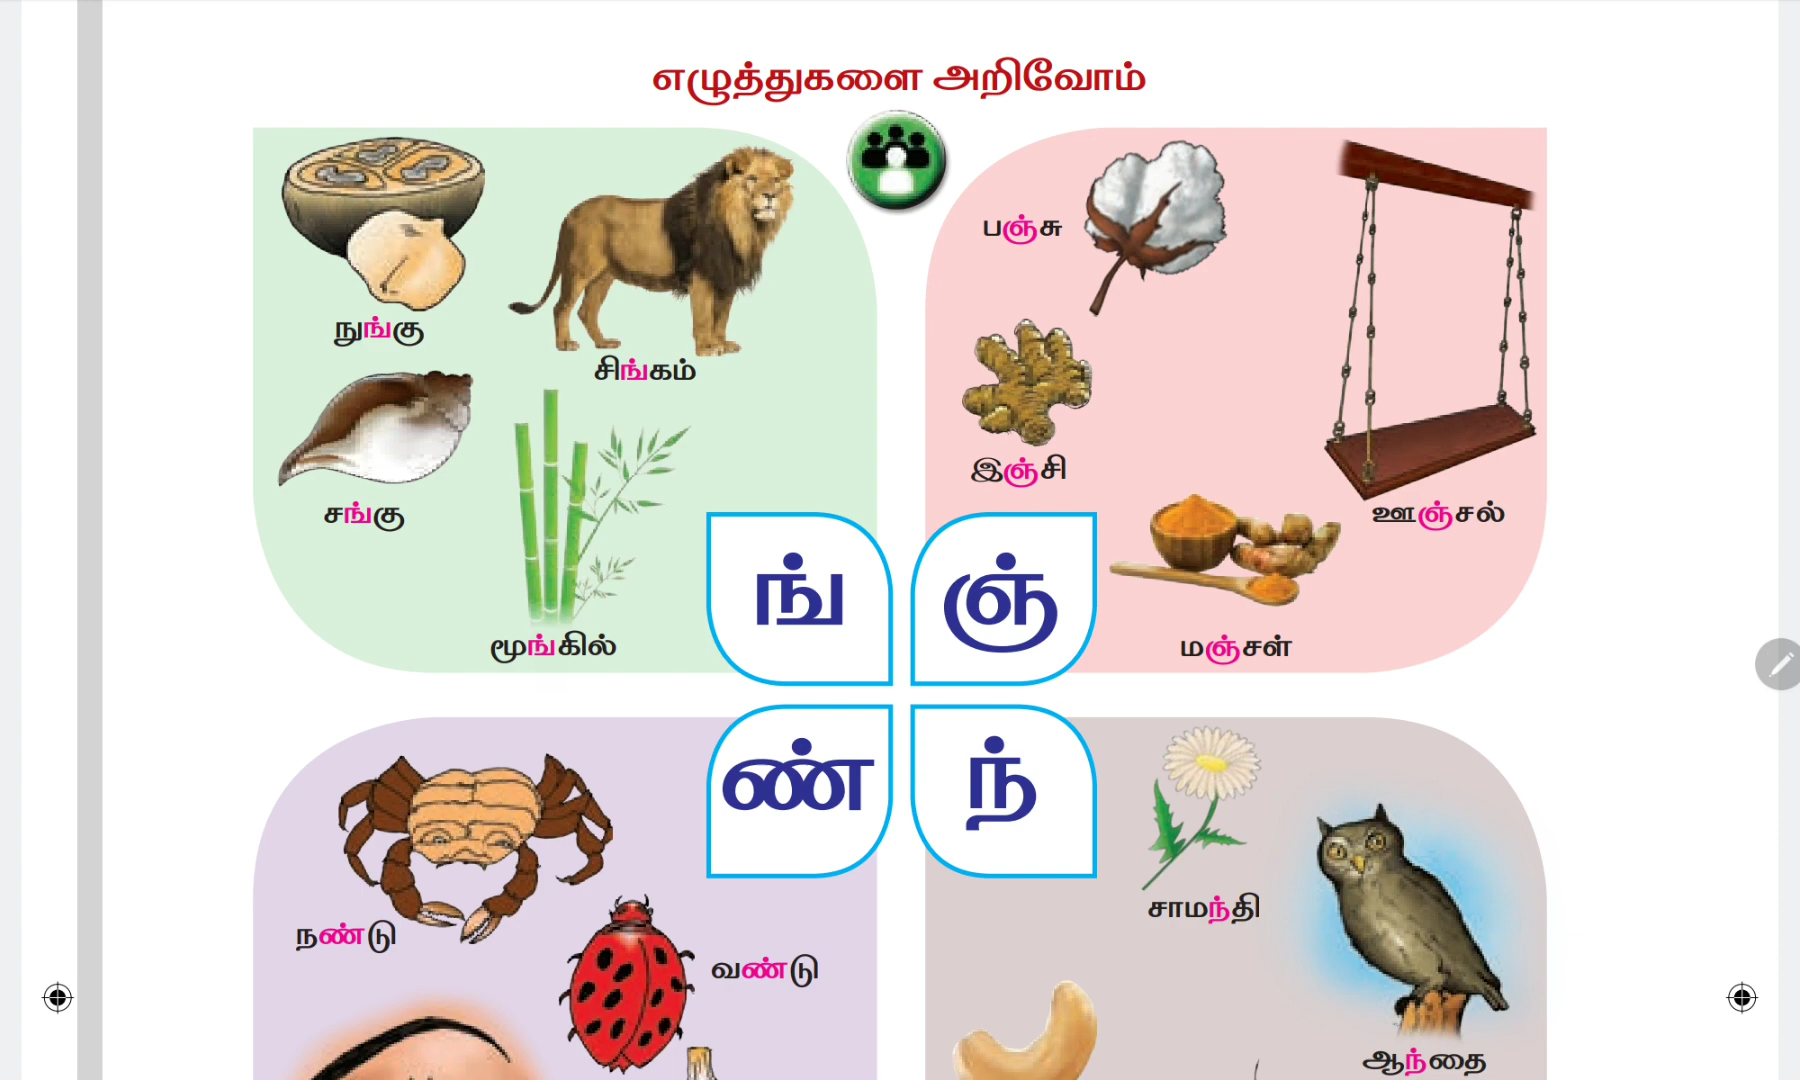 எழுத்துகளை அறிவோம்
நுங்கு
சிங்கம்
சங்கு
மூங்கில்
பஞ்சு
இஞ்சி
ஊஞ்சல்
மஞ்சள்
ங்
ஞ்
ண்
ந்
நண்டு
வண்டு
சாமந்தி
ஆந்தை